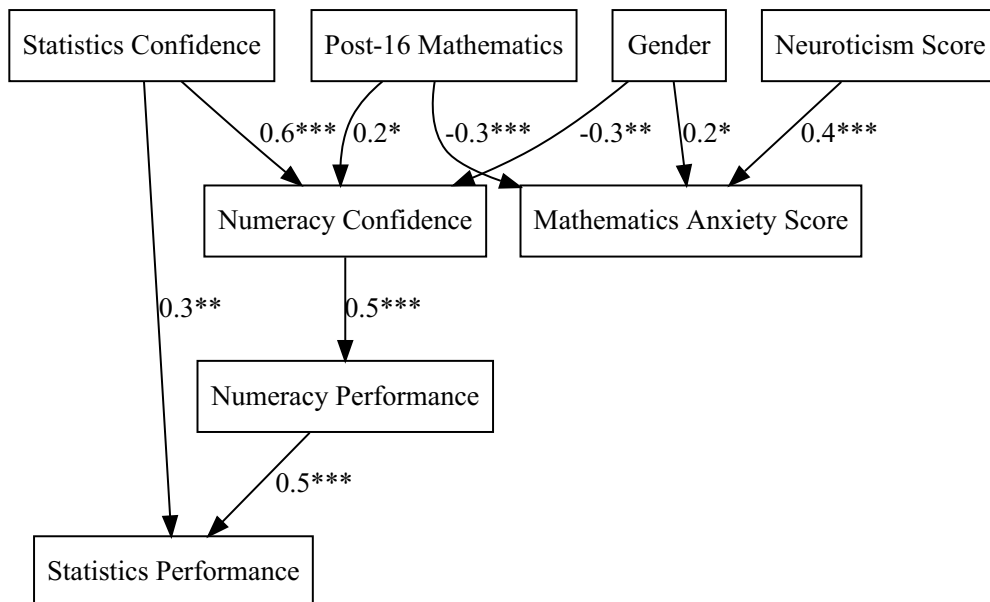 Statistics Confidence
Post-16 Mathematics
Gender
Neuroticism Score
0.6***
0.2*
-0.3***
-0.3**
0.2*
0.4***
Numeracy Confidence
Mathematics Anxiety Score
0.3**
0.5***
Numeracy Performance
0.5***
Statistics Performance